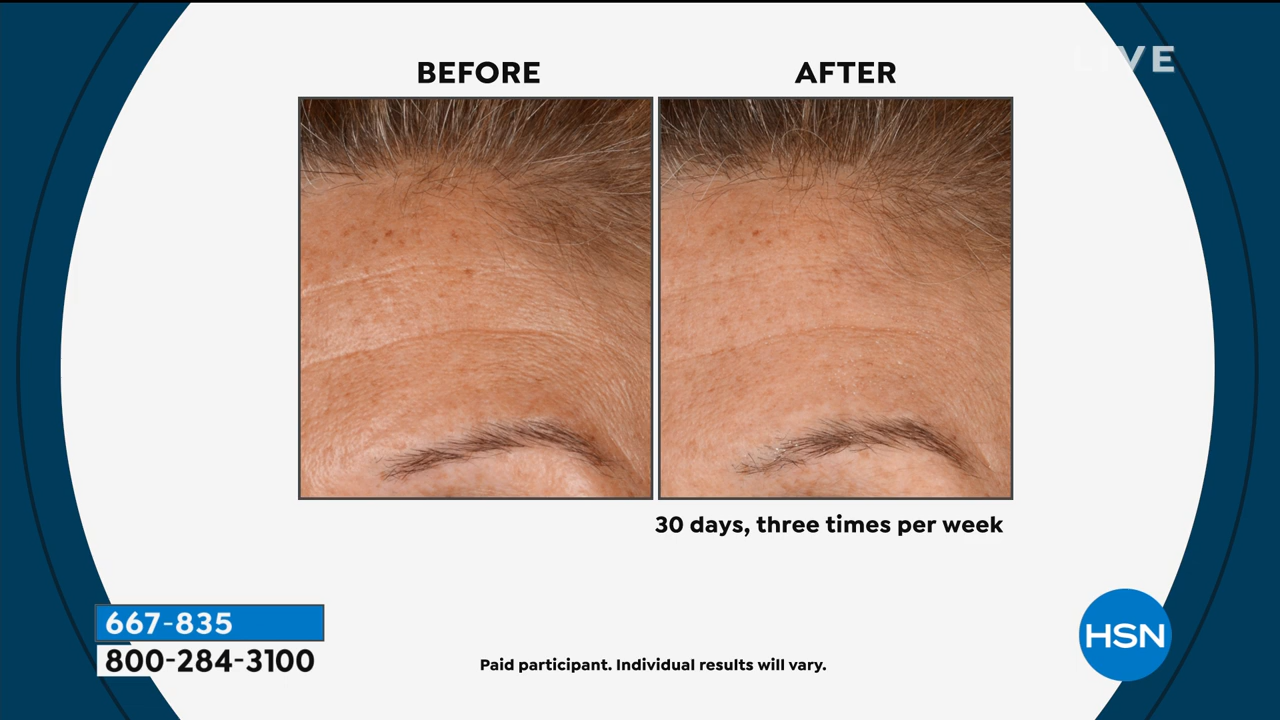 LIVE
BEFORE
AFTER
30 days, three times per week
667-835
800-284-3100
Paid participant. Individual results will vary.
HSN